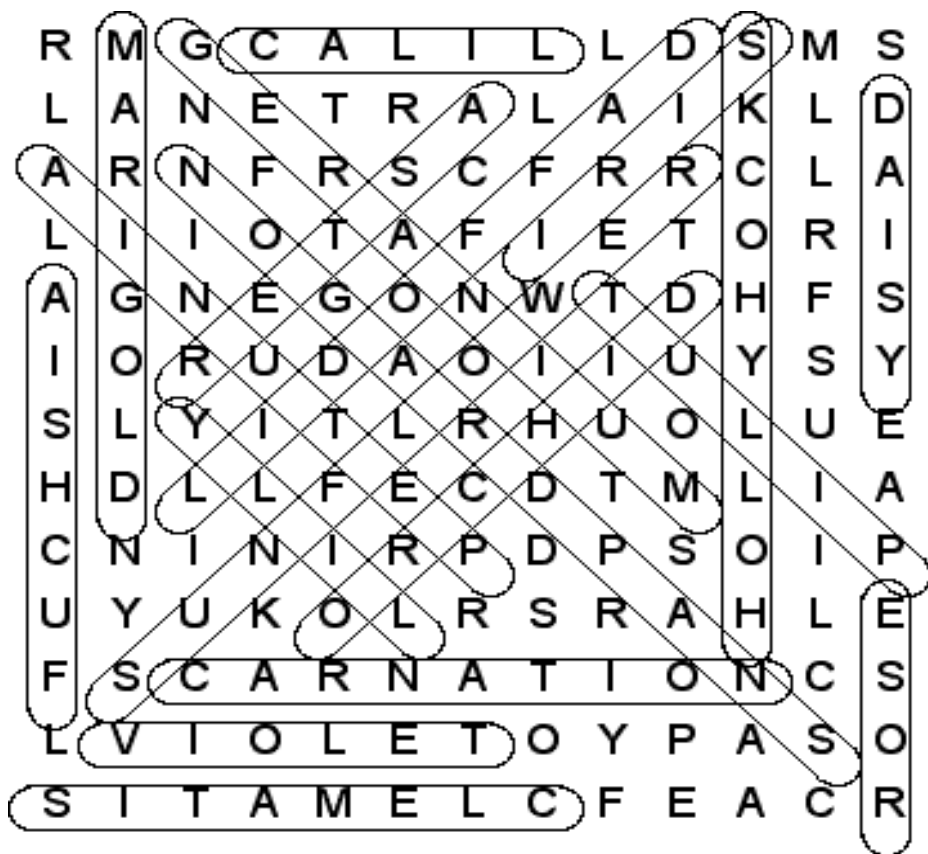 R M G C A L I L L D S M S
L A N E T R A L A I K L D
A R N F R S C F R R C L A
L I I O T A F I E T O R I
A G N E G O N W T D H F S
I O R U D A O I I U Y S Y
S L Y I T L R H U O L U E
H D L L F E C D T M L I A
C N I N I R P D P S O I P
U Y U K O L R S R A H L E
F S C A R N A T I O N C S
L V I O L E T O Y P A S O
S I T A M E L C F E A C R